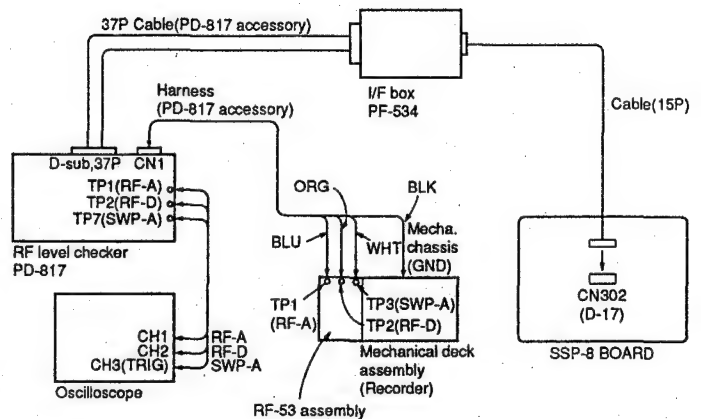 37P Cable(PD-817 accessory)
I/F box
PF-534
Cable(15P)
Harness
(PD-817 accessory)
D-sub,37P CN1
TP1(RF-A)
TP2(RF-D)
TP7(SWP-A)
RF level checker
PD-817
ORG
BLK
BLU
WHT
Mecha.
chassis
(GND)
TP1
(RF-A)
TP3(SWP-A)
TP2(RF-D)
Mechanical deck
assembly
(Recorder)
RF-53 assembly
CH1 RF-A
CH2 RF-D
CH3(TRIG) SWP-A
Oscilloscope
CN302
(D-17)
SSP-8 BOARD